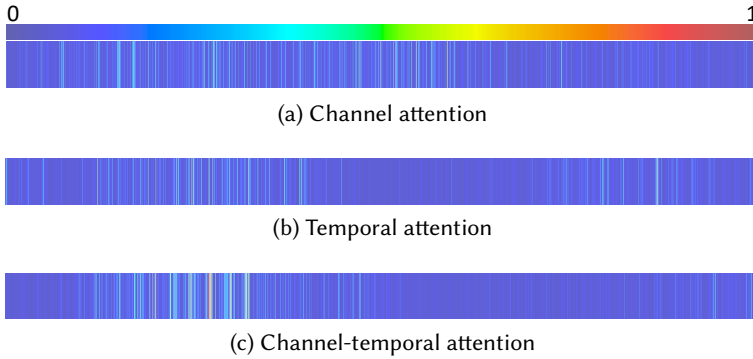 0 1
(a) Channel attention
(b) Temporal attention
(c) Channel-temporal attention